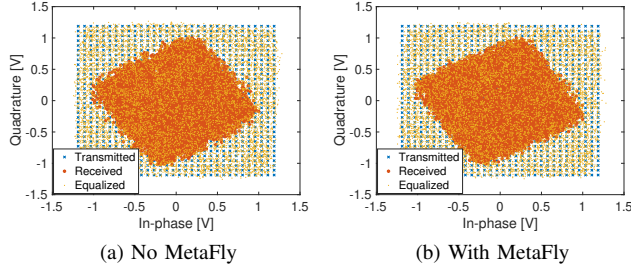 1.5
1
0.5
0
-0.5
-1
-1.5
Quadrature [V]
Transmitted
Received
Equalized
-1.5 -1 -0.5 0 0.5 1 1.5
In-phase [V]
(a) No MetaFly
1.5
1
0.5
0
-0.5
-1
-1.5
Quadrature [V]
Transmitted
Received
Equalized
-1.5 -1 -0.5 0 0.5 1 1.5
In-phase [V]
(b) With MetaFly